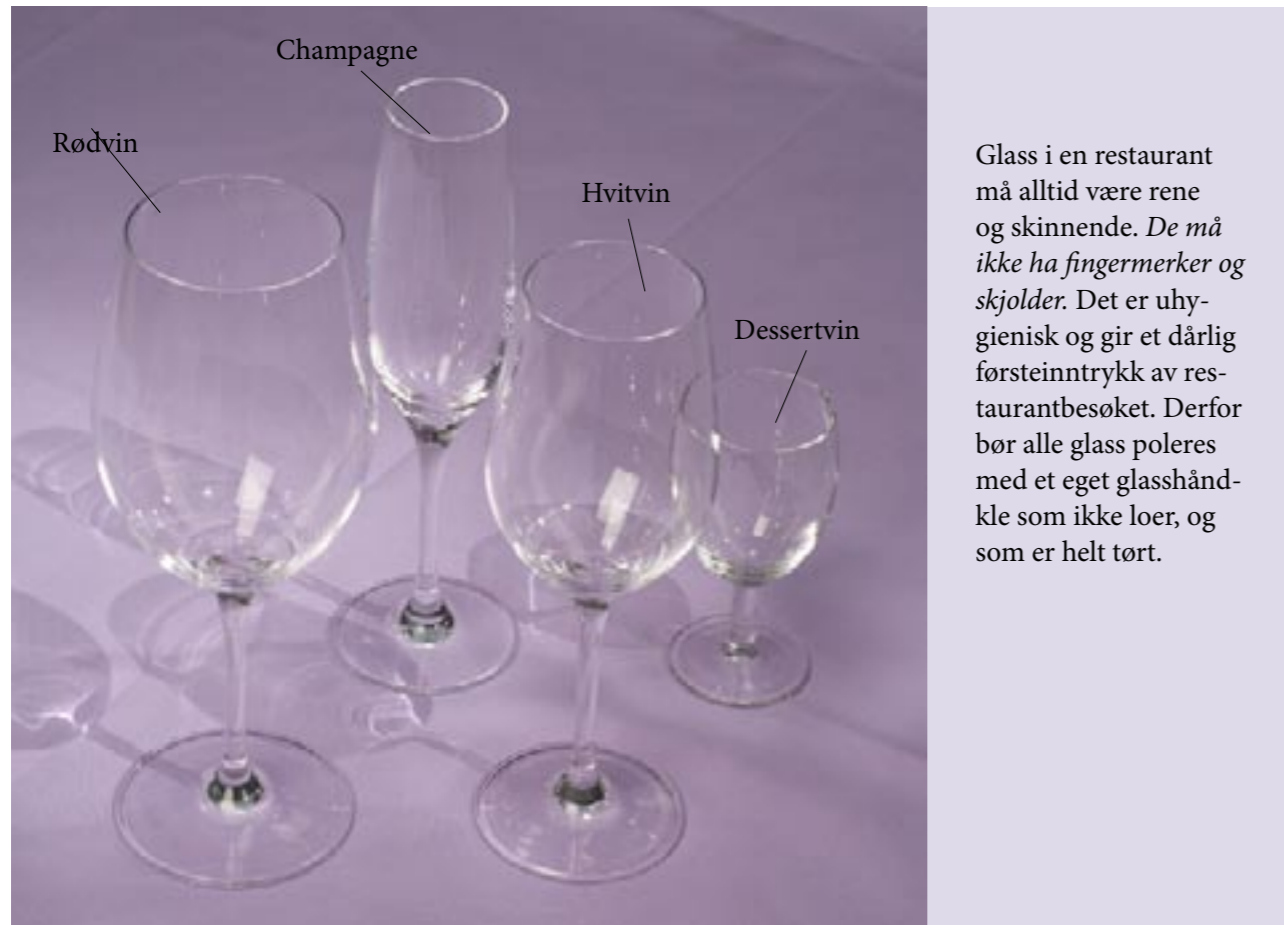 Champagne
Rødvin
Hvitvin
Dessertvin
Glass i en restaurant
må alltid være rene
og skinnende. De må
ikke ha fingermerker og
skjolder. Det er uhy-
gienisk og gir et dårlig
førsteinntrykk av res-
taurantbesøket. Derfor
bør alle glass poleres
med et eget glasshånd-
kle som ikke loer, og
som er helt tørt.